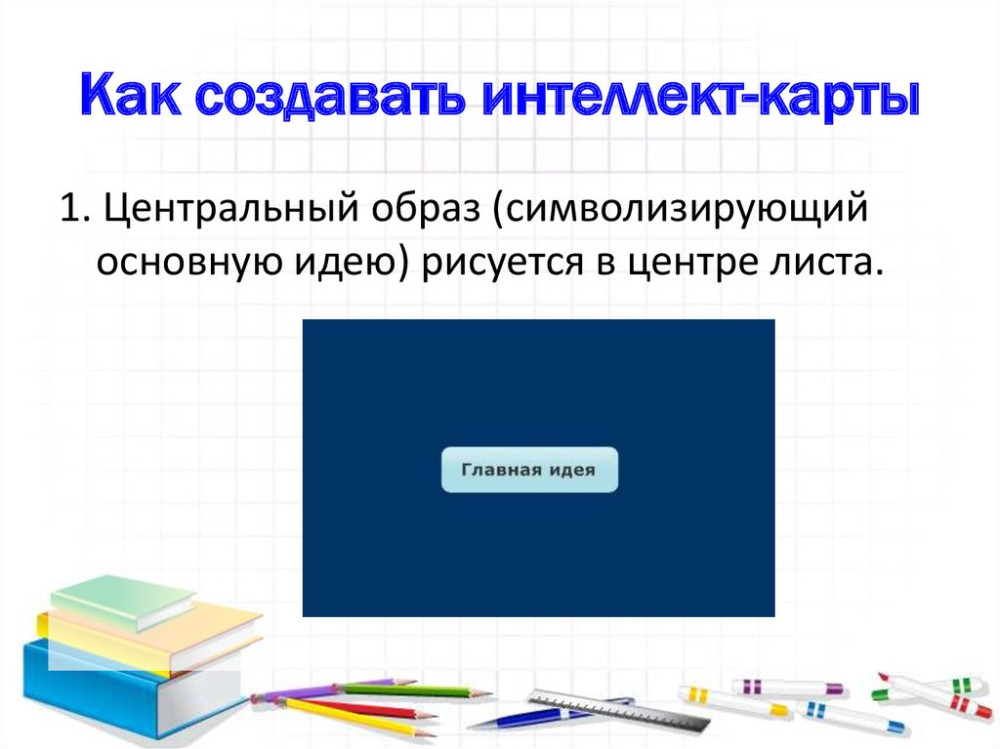 Как создавать интеллект-карты
1. Центральный образ (символизирующий
основную идею) рисуется в центре листа.
Главная идея